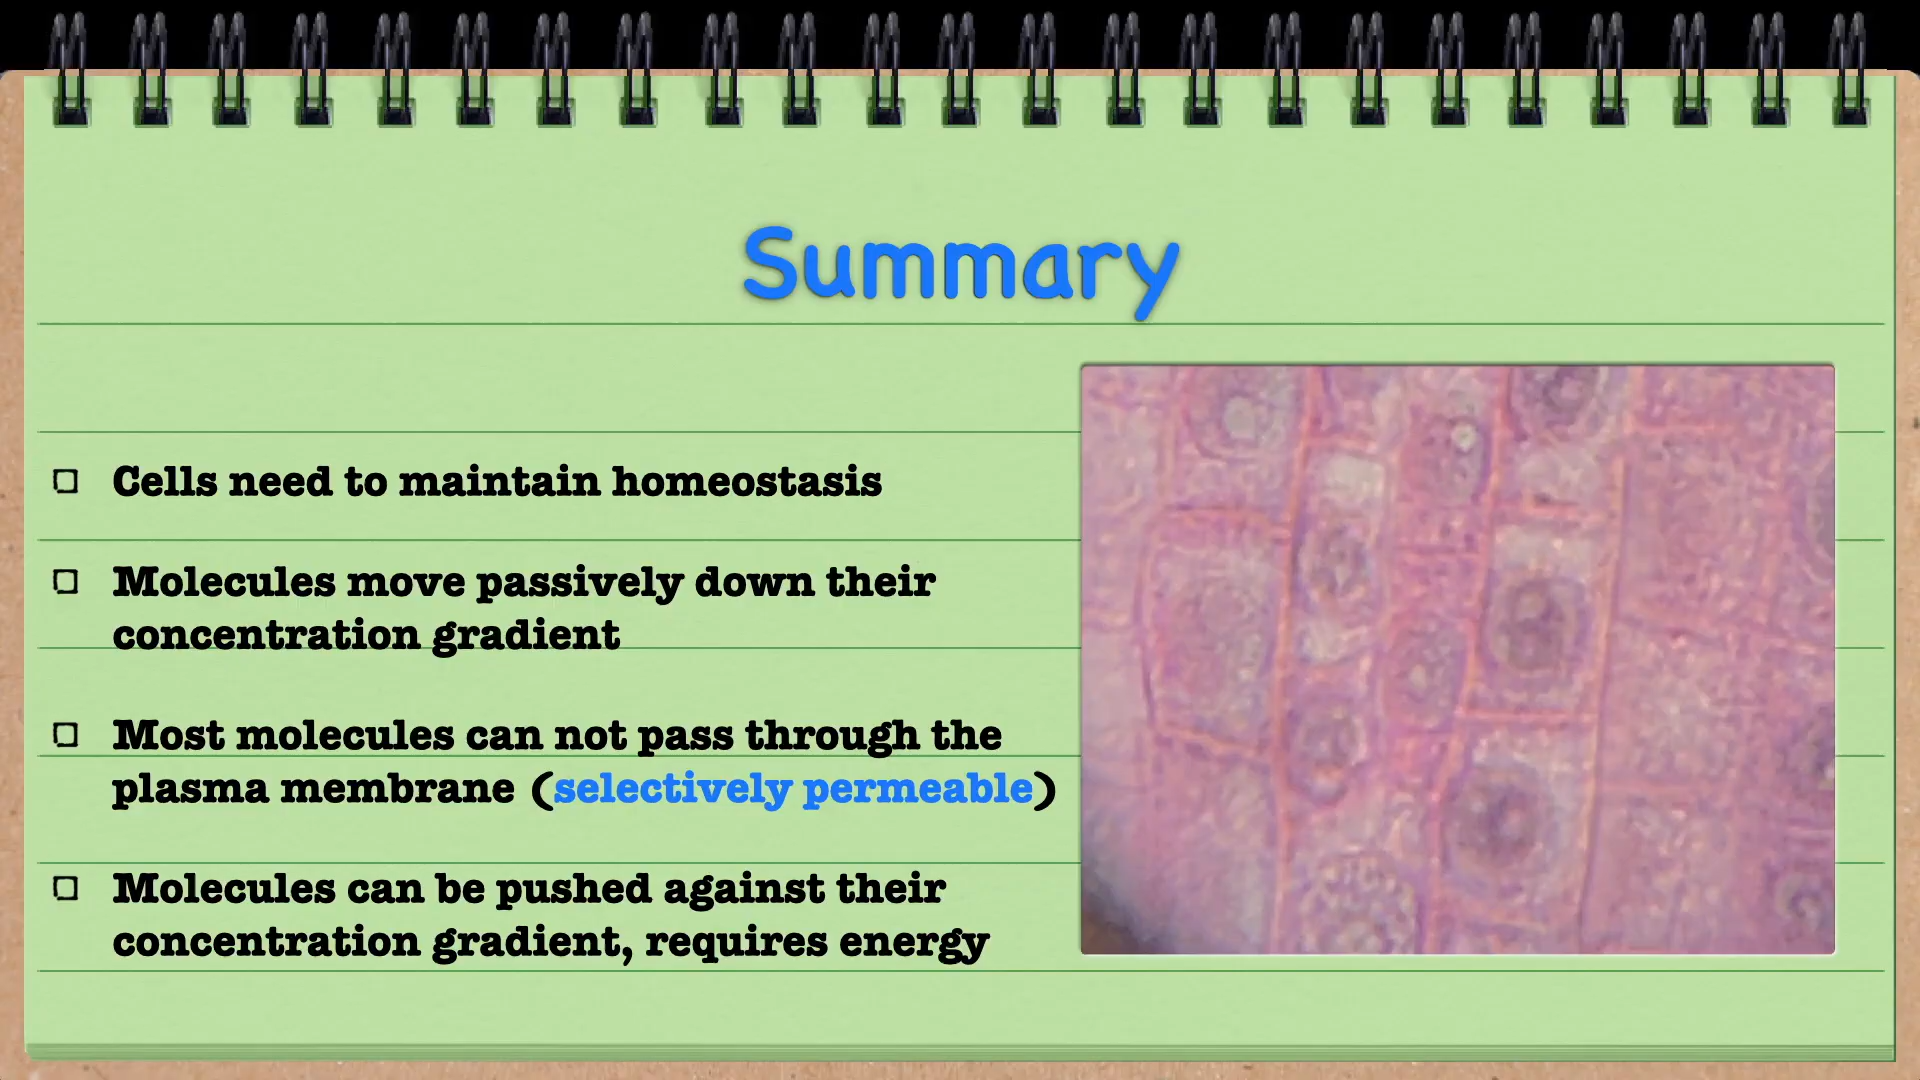 Summary
Cells need to maintain homeostasis
Molecules move passively down their
concentration gradient
Most molecules can not pass through the
plasma membrane (selectively permeable)
Molecules can be pushed against their
concentration gradient, requires energy